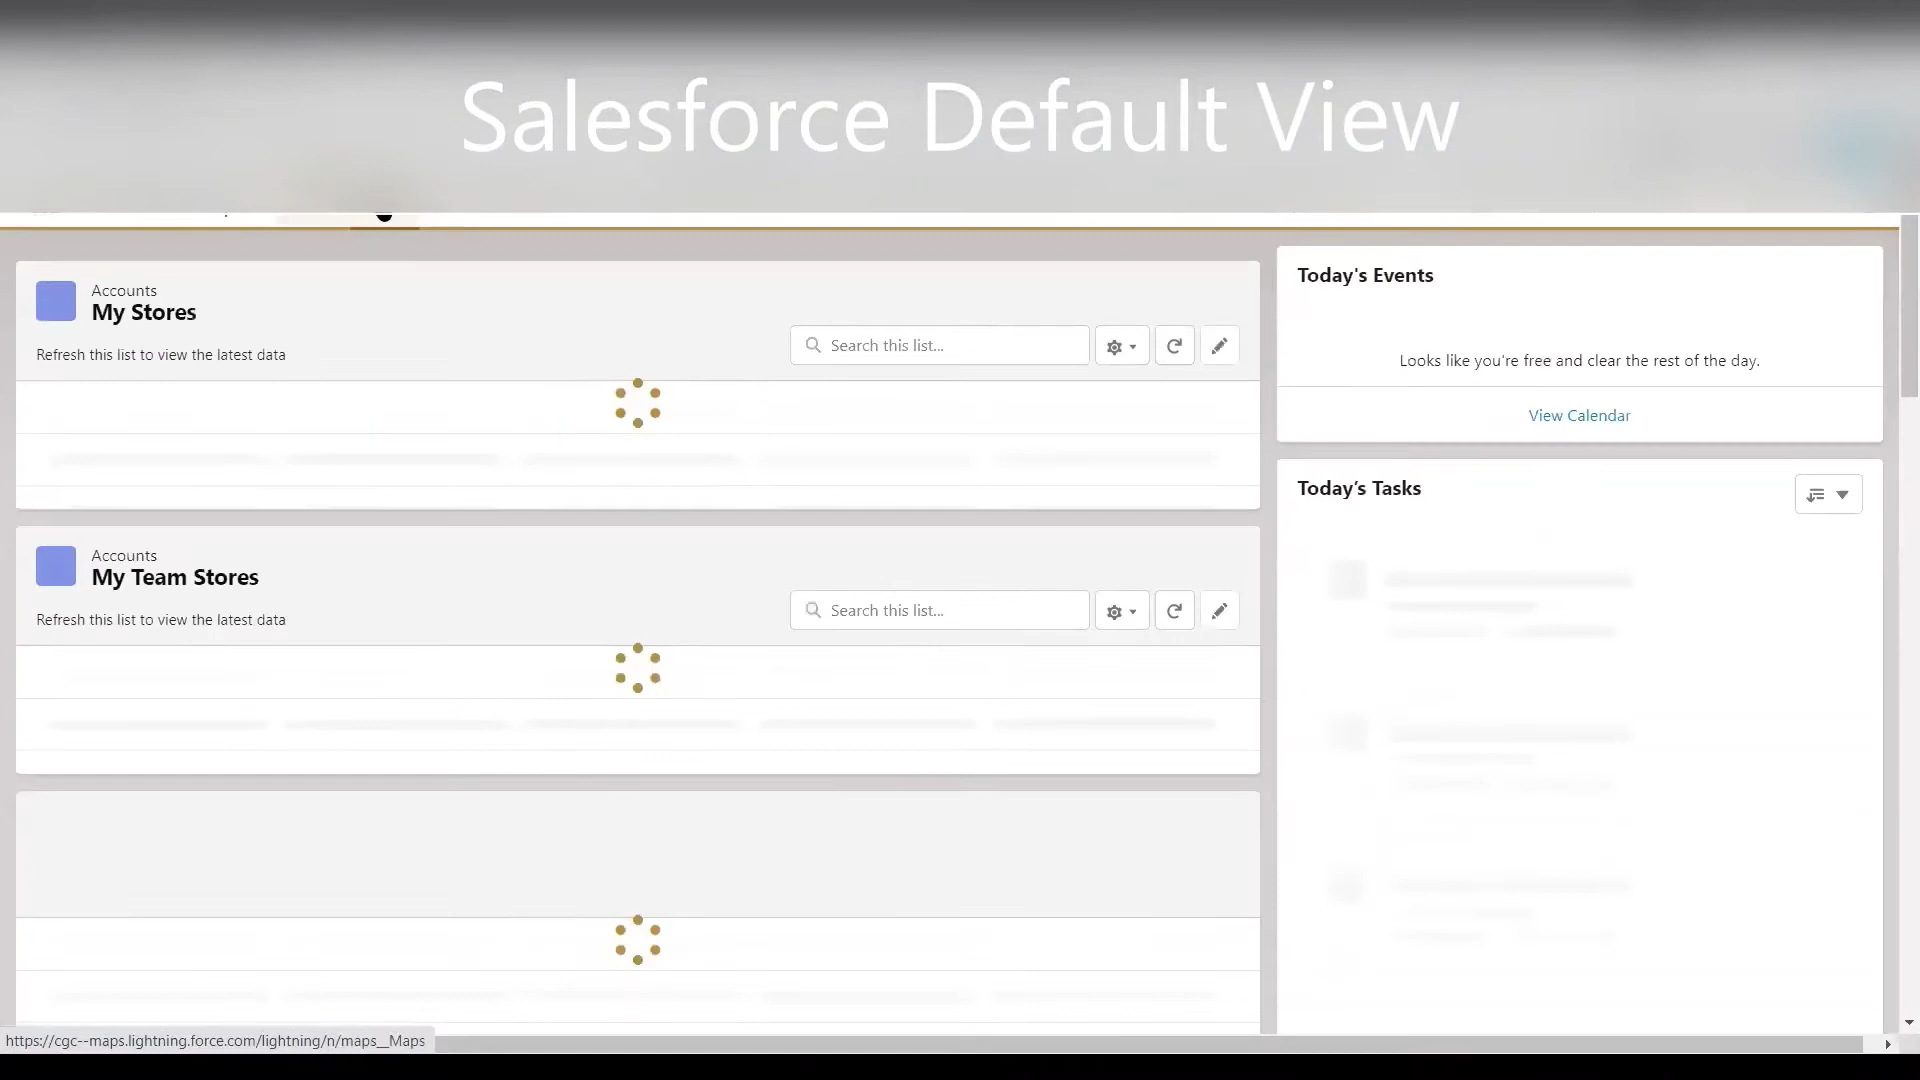 Salesforce Default View
Accounts
My Stores
Refresh this list to view the latest data
Search this list...
Accounts
My Team Stores
Refresh this list to view the latest data
Search this list...
Today's Events
Looks like you're free and clear the rest of the day.
View Calendar
Today's Tasks
https://cgc--maps.lightning.force.com/lightning/n/maps__Maps